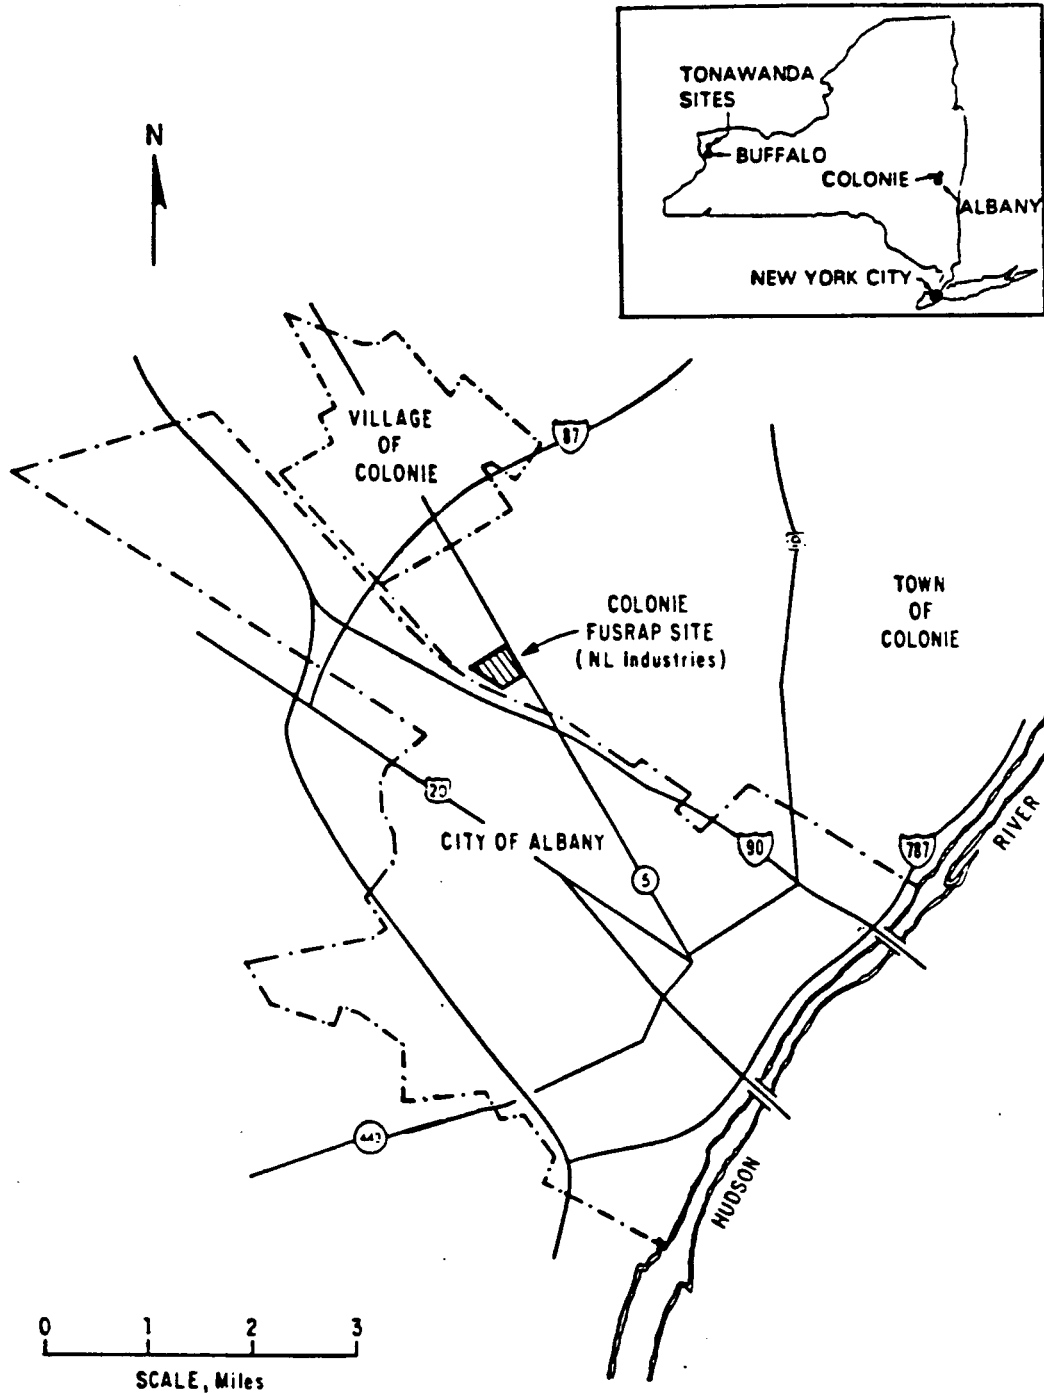 TONAWANDA
SITES
BUFFALO
COLONIE
ALBANY
NEW YORK CITY
N
VILLAGE
OF
COLONIE
87
COLONIE
FUSRAP SITE
(NL Industries)
TOWN
OF
COLONIE
20
CITY OF ALBANY
5
90
787
RIVER
HUDSON
0 1 2 3
SCALE, Miles